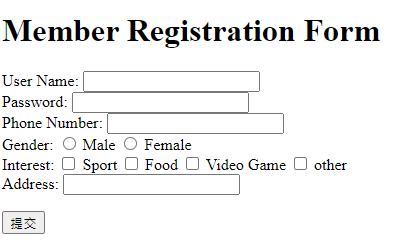 Member Registration Form
User Name:
Password:
Phone Number:
Gender: Male Female
Interest: Sport Food Video Game other
Address:
提交